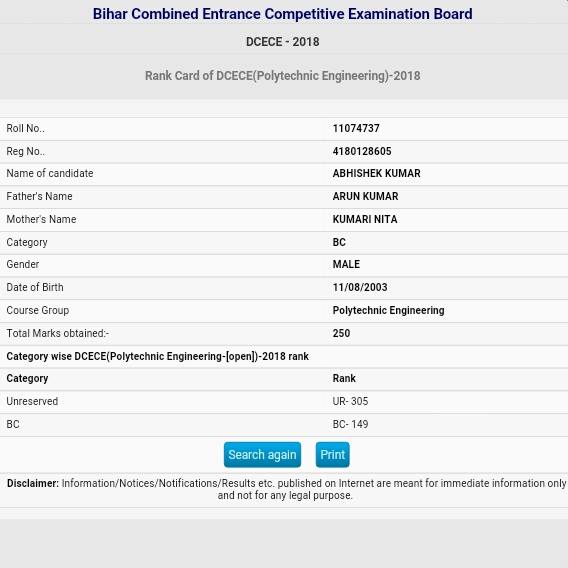 Bihar Combined Entrance Competitive Examination Board
DCECE - 2018
Rank Card of DCECE(Polytechnic Engineering)-2018
Roll No.. 11074737
Reg No.. 4180128605
Name of candidate ABHISHEK KUMAR
Father's Name ARUN KUMAR
Mother's Name KUMARI NITA
Category BC
Gender MALE
Date of Birth 11/08/2003
Course Group Polytechnic Engineering
Total Marks obtained:- 250
Category wise DCECE(Polytechnic Engineering-[open])-2018 rank
Category Rank
Unreserved UR- 305
BC BC- 149
Search again Print
Disclaimer: Information/Notices/Notifications/Results etc. published on Internet are meant for immediate information only
and not for any legal purpose.